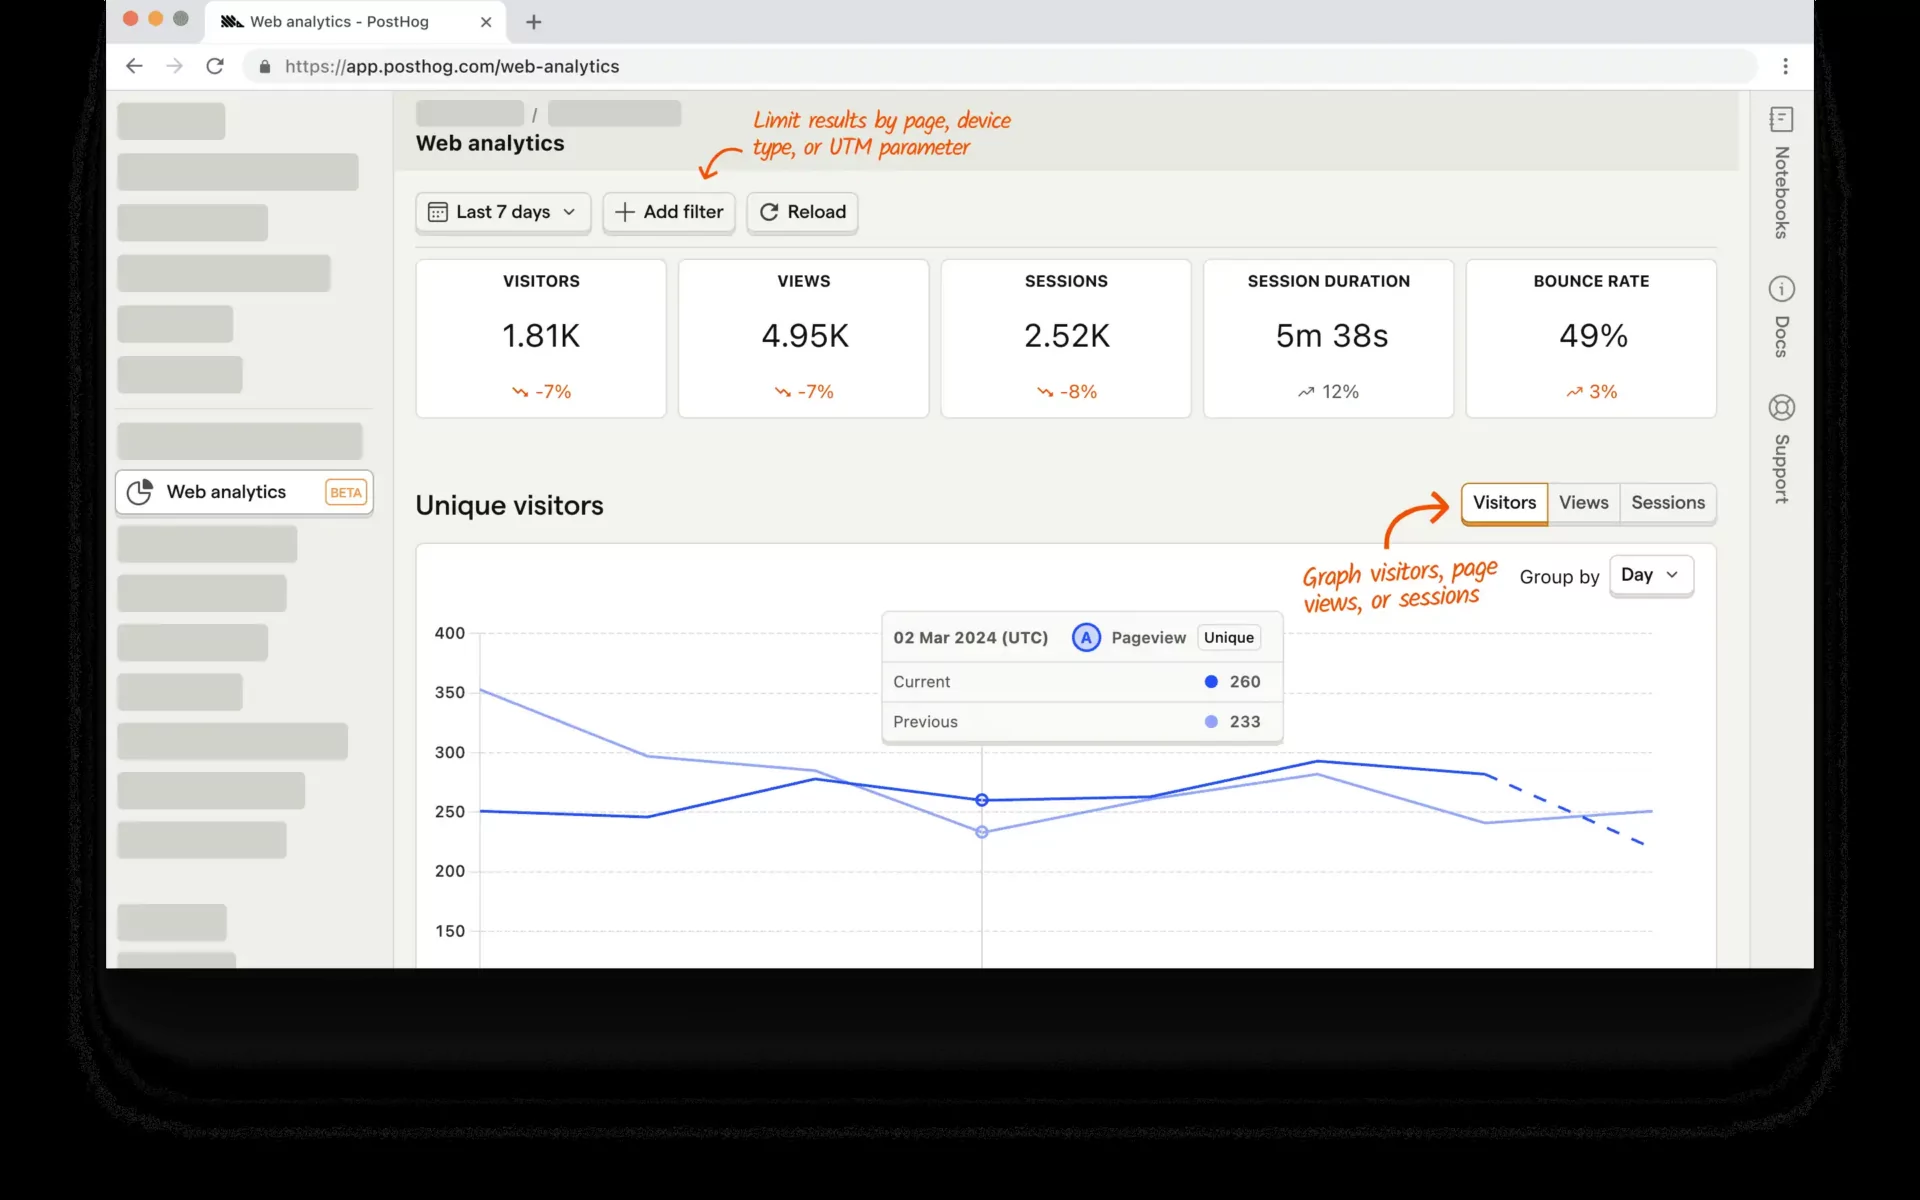 Web analytics - PostHog
https://app.posthog.com/web-analytics
/
Web analytics
Limit results by page, device
type, or UTM parameter
Last 7 days
Add filter
Reload
VISITORS
1.81K
-7%
VIEWS
4.95K
-7%
SESSIONS
2.52K
-8%
SESSION DURATION
5m 38s
12%
BOUNCE RATE
49%
3%
Notebooks
Docs
Support
Web analytics
BETA
Unique visitors
Visitors
Views
Sessions
Graph visitors, page
views, or sessions
Group by
Day
02 Mar 2024 (UTC)
A
Pageview
Unique
Current
260
Previous
233
400
350
300
250
200
150